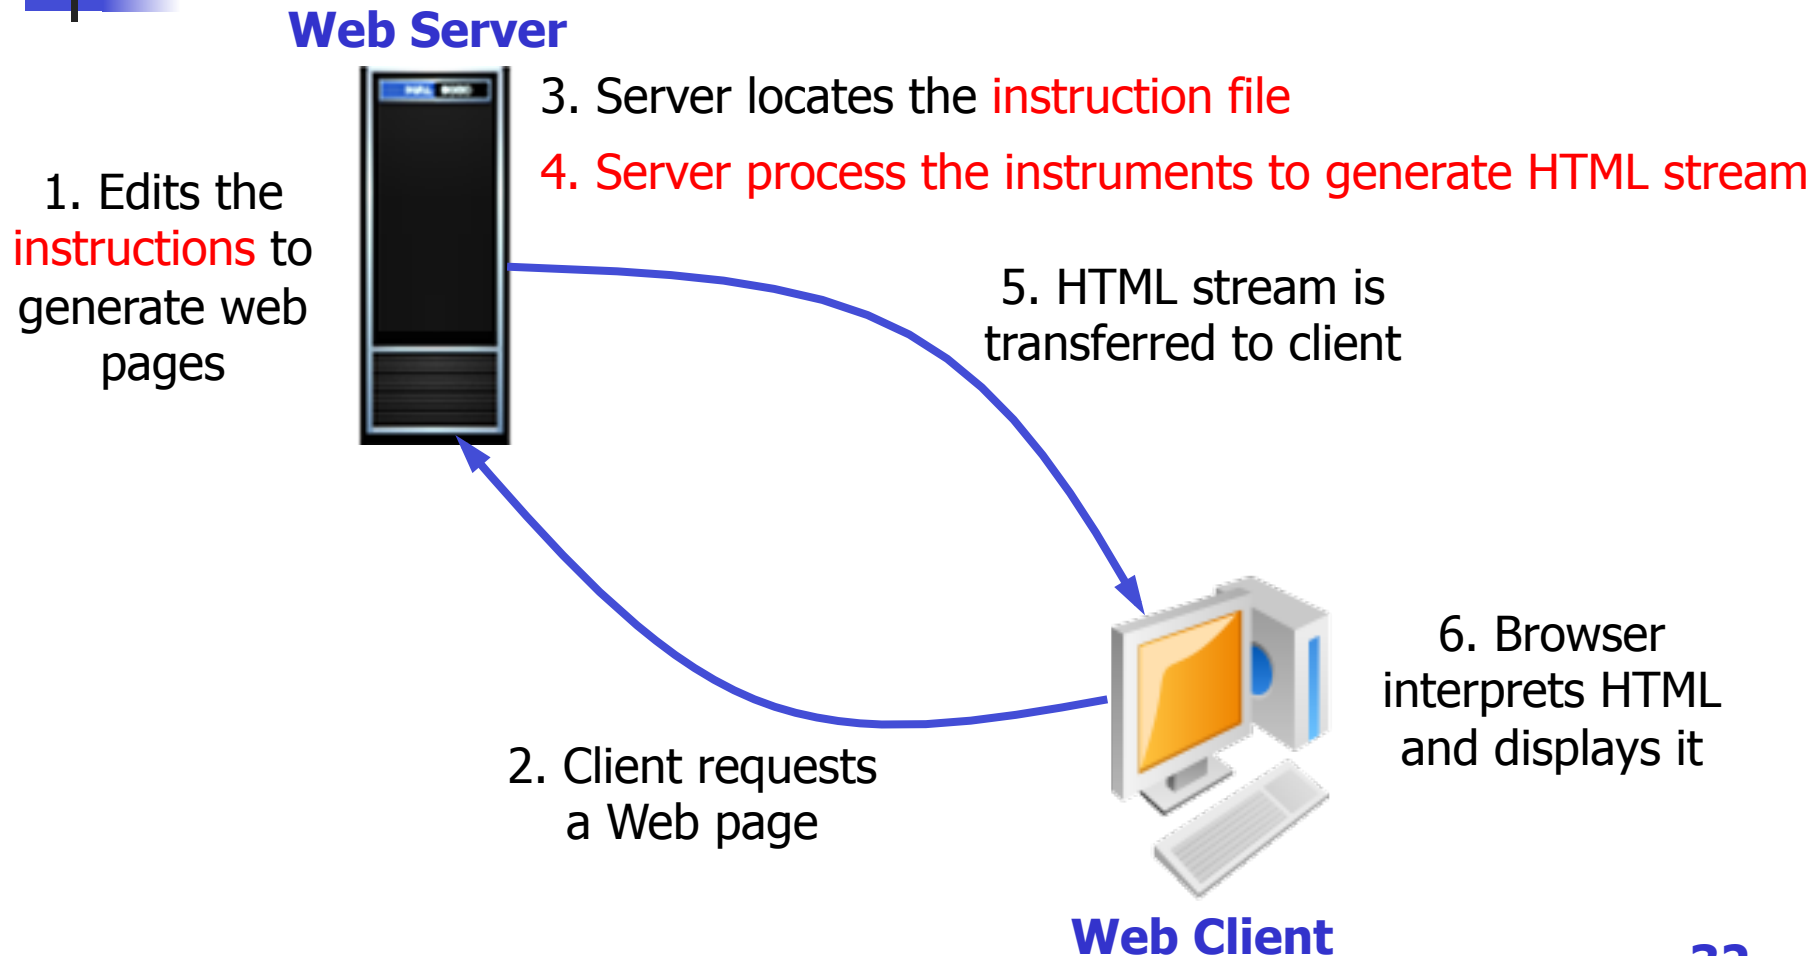 Web Server
3. Server locates the instruction file
4. Server process the instruments to generate HTML stream
1. Edits the
instructions to
generate web
pages
5. HTML stream is
transferred to client
2. Client requests
a Web page
6. Browser
interprets HTML
and displays it
Web Client